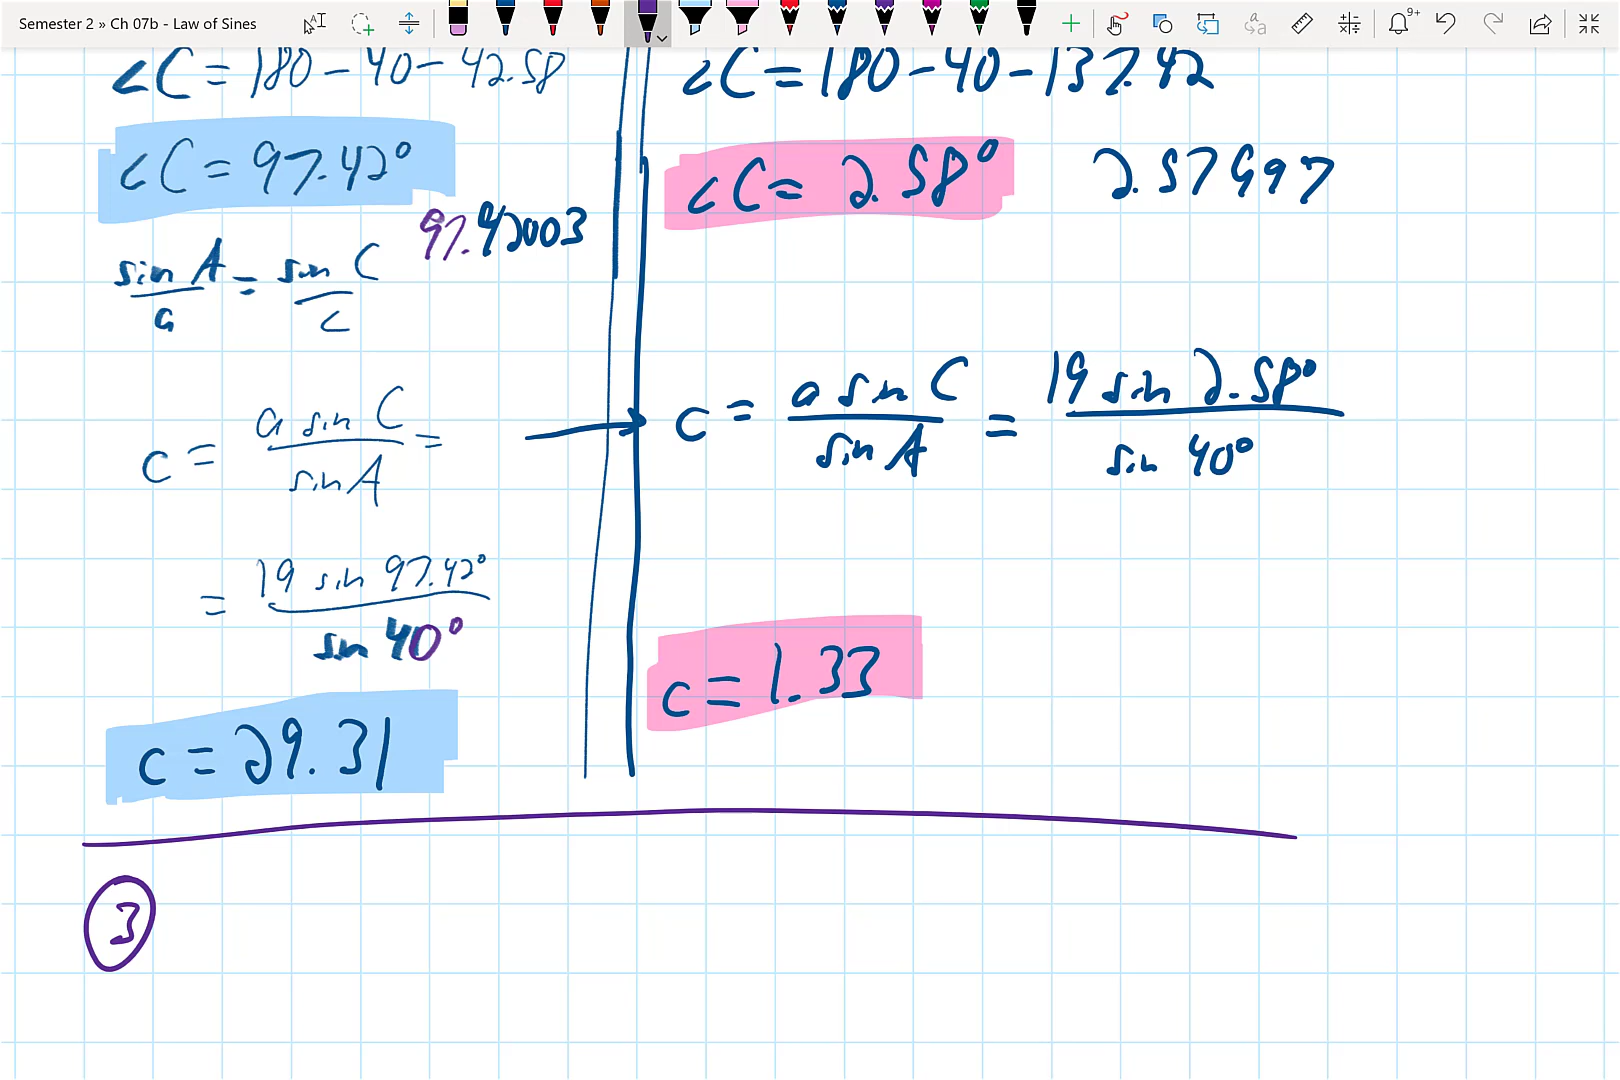 Semester 2 » Ch 07b - Law of Sines
9+
∠C = 180 - 40 - 42.58
∠C = 97.42°
97.42003
sin A / a = sin C / c
c = a sin C / sin A =
= 19 sin 97.42° / sin 40°
c = 29.31
∠C = 180 - 40 - 137.42
∠C = 2.58°
2.57997
c = a sin C / sin A = 19 sin 2.58° / sin 40°
c = 1.33
3